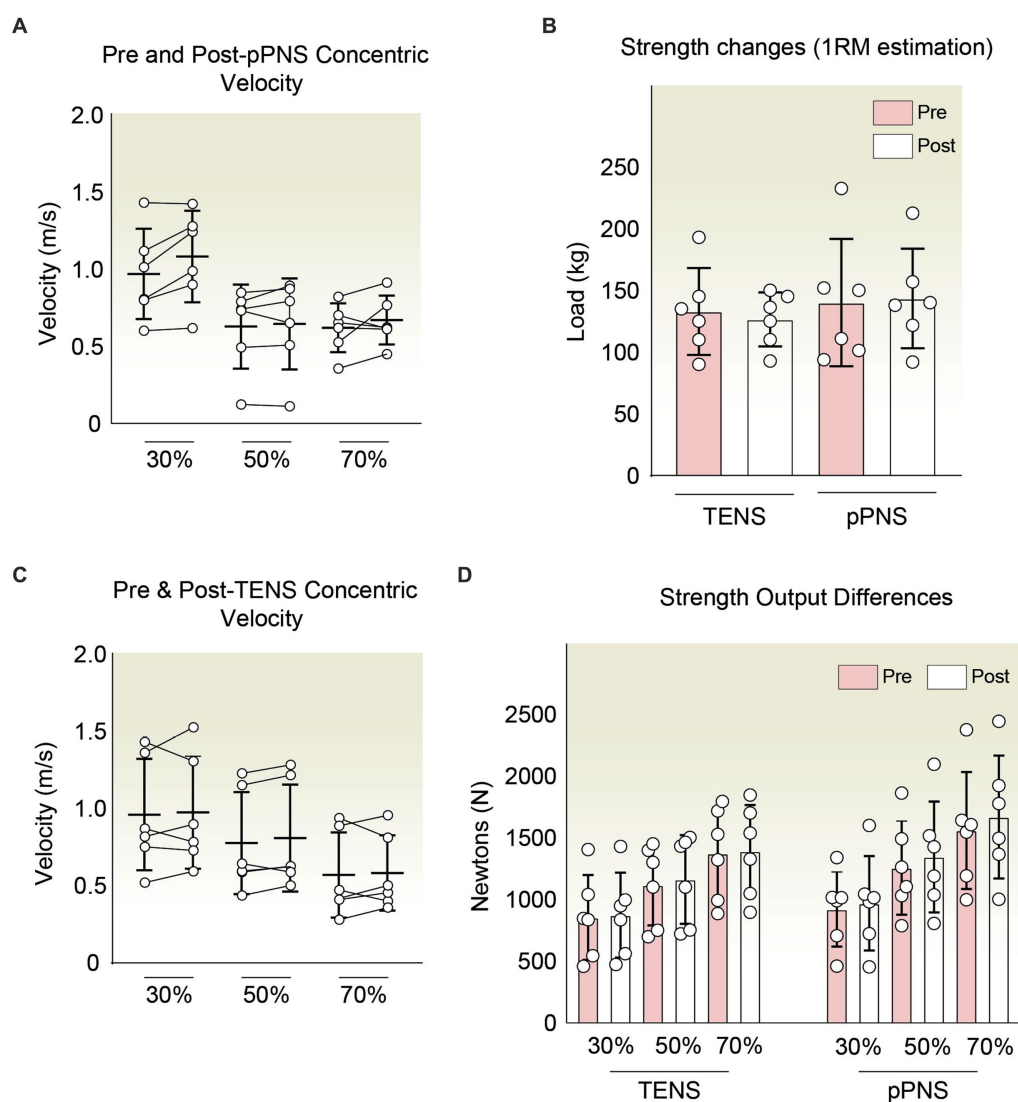 A
Pre and Post-pPNS Concentric
Velocity
Velocity (m/s)
2.0
1.5
1.0
0.5
0
30%
50%
70%
B
Strength changes (1RM estimation)
Pre
Post
Load (kg)
250
200
150
100
50
0
TENS
pPNS
C
Pre & Post-TENS Concentric
Velocity
Velocity (m/s)
2.0
1.5
1.0
0.5
0
30%
50%
70%
D
Strength Output Differences
Pre
Post
Newtons (N)
2500
2000
1500
1000
500
0
30%
50%
70%
30%
50%
70%
TENS
pPNS